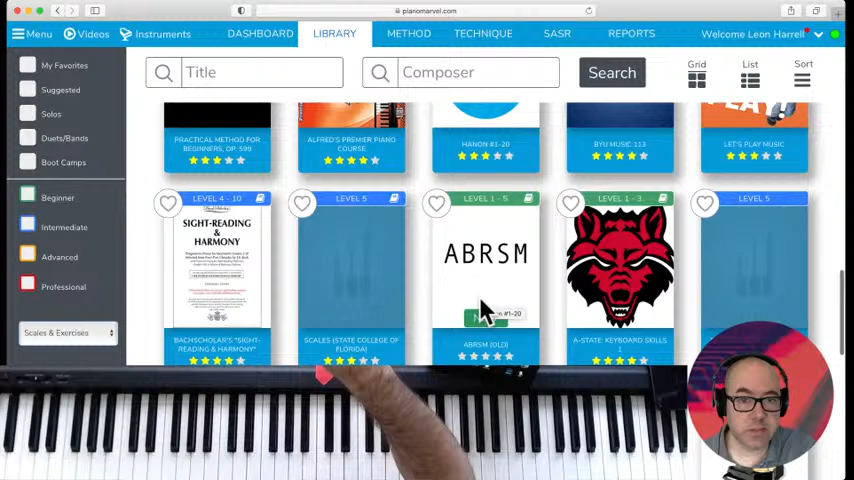 pianomarvel.com
Menu Videos Instruments DASHBOARD LIBRARY METHOD TECHNIQUE SASR REPORTS Welcome Leon Harrell
My Favorites
Suggested
Solos
Duets/Bands
Boot Camps
Beginner
Intermediate
Advanced
Professional
Scales & Exercises
Title
Composer
Search
Grid
List
Sort
PLAY!
PRACTICAL METHOD FOR
BEGINNERS, OP. 599
ALFRED'S PREMIER PIANO
COURSE
HANON #1-20
BYU MUSIC 113
LET'S PLAY MUSIC
LEVEL 4 - 10
SIGHT-READING
& HARMONY
BACHSCHOLAR'S "SIGHT-
READING & HARMONY"
LEVEL 5
SCALES (STATE COLLEGE OF
FLORIDA)
LEVEL 1 - 5
ABRSM
#1-20
ABRSM (OLD)
LEVEL 1 - 3
A-STATE: KEYBOARD SKILLS
1
LEVEL 5